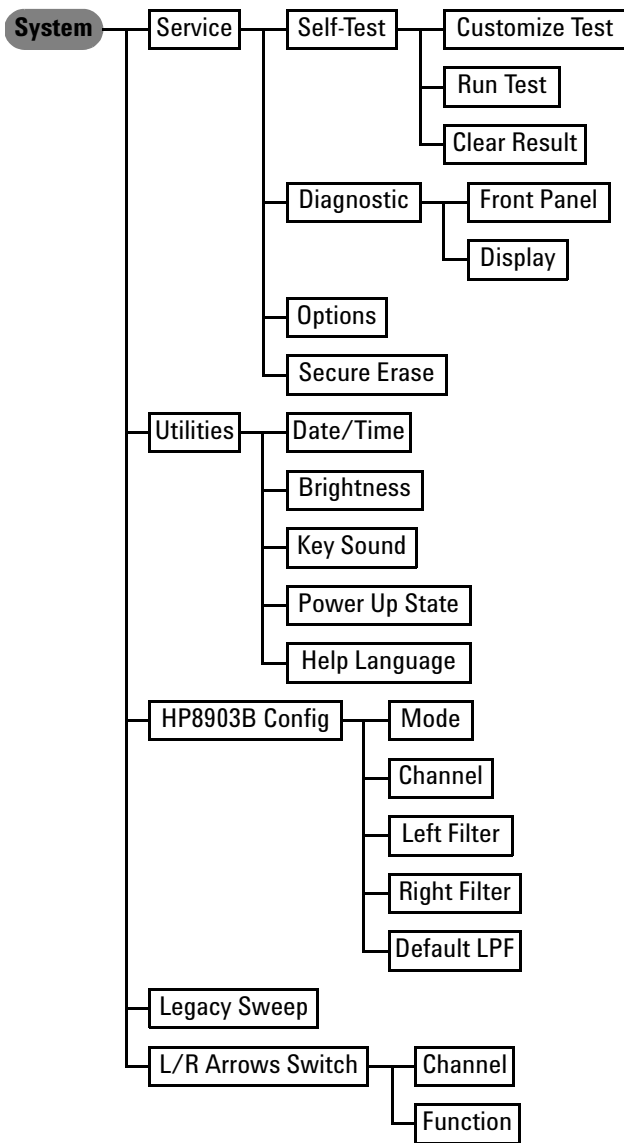 System
Service
Self-Test
Customize Test
Run Test
Clear Result
Diagnostic
Front Panel
Display
Options
Secure Erase
Utilities
Date/Time
Brightness
Key Sound
Power Up State
Help Language
HP8903B Config
Mode
Channel
Left Filter
Right Filter
Default LPF
Legacy Sweep
L/R Arrows Switch
Channel
Function